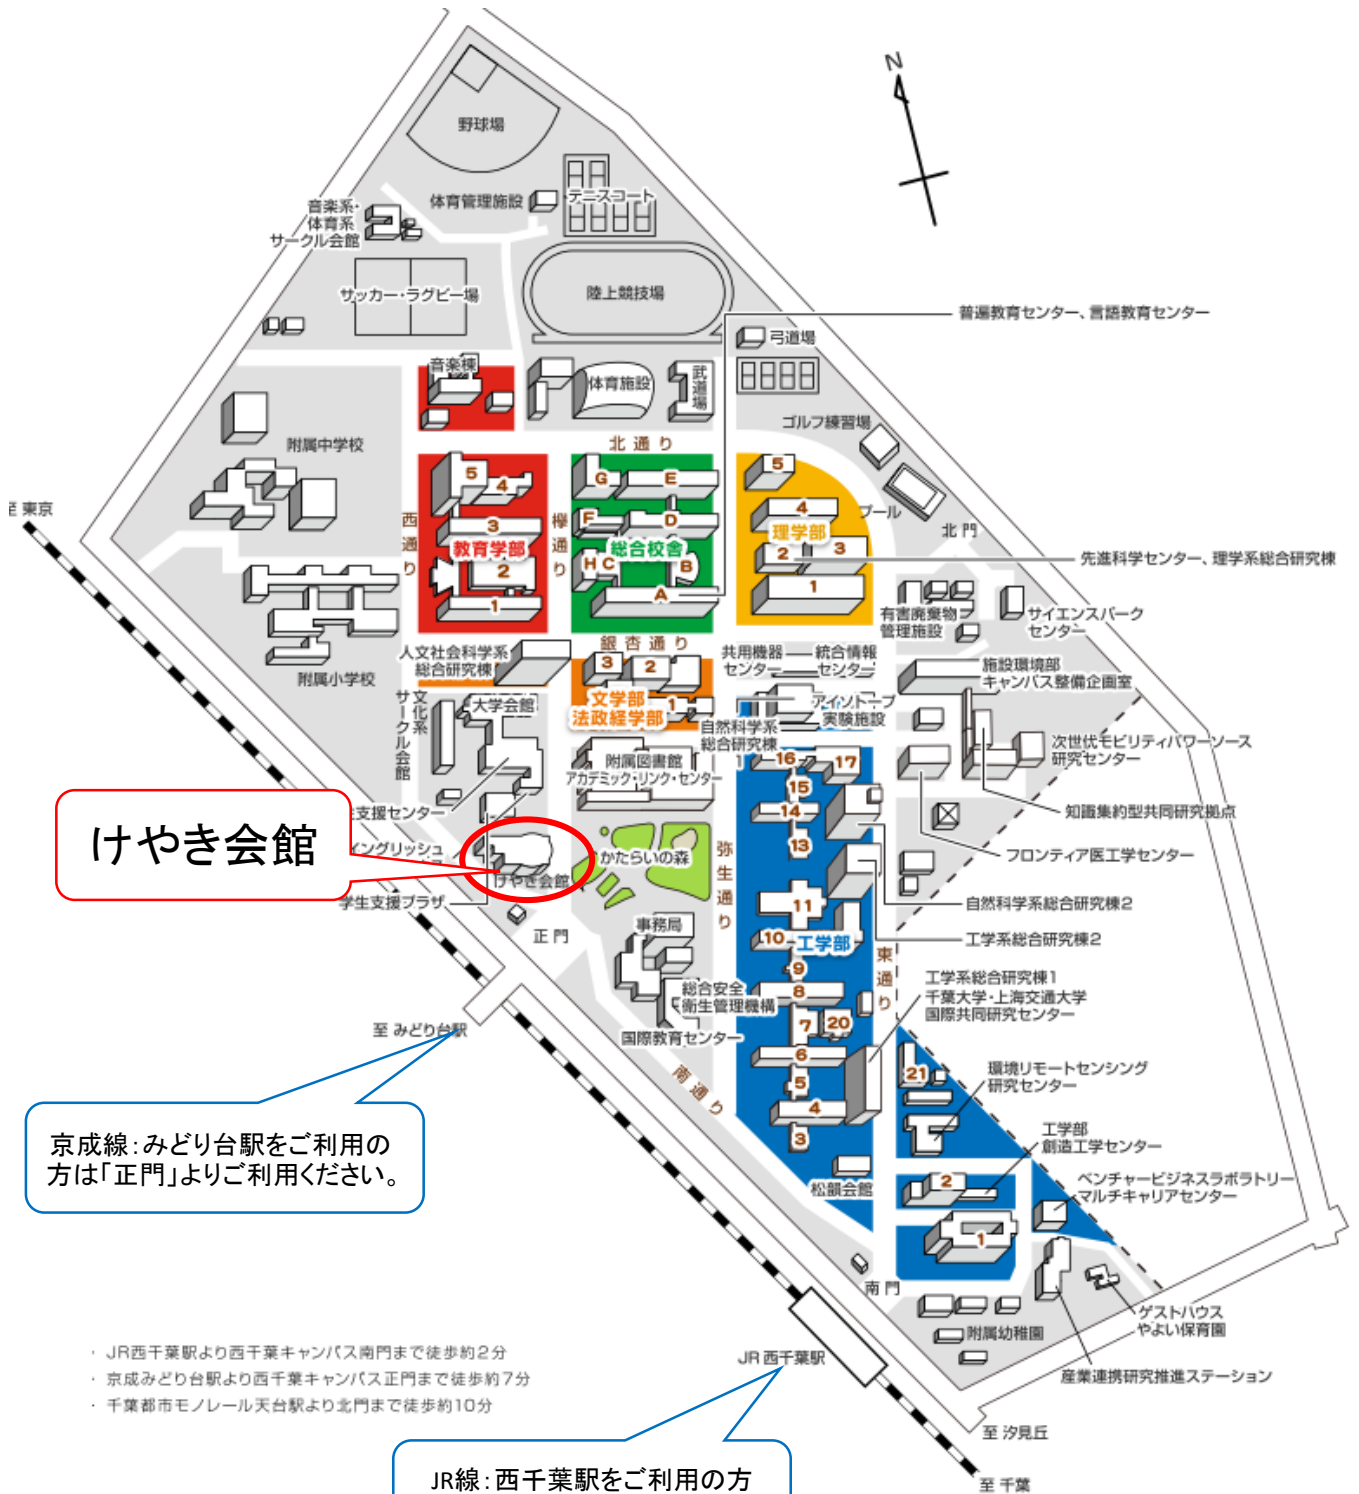 N
野球場
体育管理施設
テニスコート
音楽系・
体育系
サークル会館
サッカー・ラグビー場
陸上競技場
普遍教育センター、言語教育センター
弓道場
音楽棟
体育施設
武道場
ゴルフ練習場
附属中学校
北通り
プール
北門
至 東京
西通り
欅通り
5
4
3
教育学部
2
1
G
E
F
D
総合校舎
H
C
B
A
5
4
理学部
2
3
1
先進科学センター、理学系総合研究棟
有害廃棄物
管理施設
サイエンスパーク
センター
銀杏通り
附属小学校
人文社会科学系
総合研究棟
3
2
1
文学部
法政経学部
共用機器
センター
統合情報
センター
施設環境部
キャンパス整備企画室
文化系
サークル会館
大学会館
アイソトープ
実験施設
自然科学系
総合研究棟
附属図書館
アカデミック・リンク・センター
次世代モビリティパワーソース
研究センター
16
17
15
14
13
知識集約型共同研究拠点
けやき会館
支援センター
イングリッシュ
けやき会館
かたらいの森
弥生通り
フロンティア医工学センター
学生支援プラザ
自然科学系総合研究棟2
11
10
工学部
工学系総合研究棟2
正門
事務局
9
8
東通り
総合安全
衛生管理機構
工学系総合研究棟1
千葉大学・上海交通大学
国際共同研究センター
7
20
至 みどり台駅
国際教育センター
6
南通り
5
4
3
21
環境リモートセンシング
研究センター
京成線：みどり台駅をご利用の
方は「正門」よりご利用ください。
工学部
創造工学センター
松韻会館
2
ベンチャービジネスラボラトリー
マルチキャリアセンター
1
南門
附属幼稚園
ゲストハウス
やよい保育園
JR 西千葉駅
産業連携研究推進ステーション
・ JR西千葉駅より西千葉キャンパス南門まで徒歩約2分
・ 京成みどり台駅より西千葉キャンパス正門まで徒歩約7分
・ 千葉都市モノレール天台駅より北門まで徒歩約10分
至 汐見丘
JR線：西千葉駅をご利用の方
至 千葉